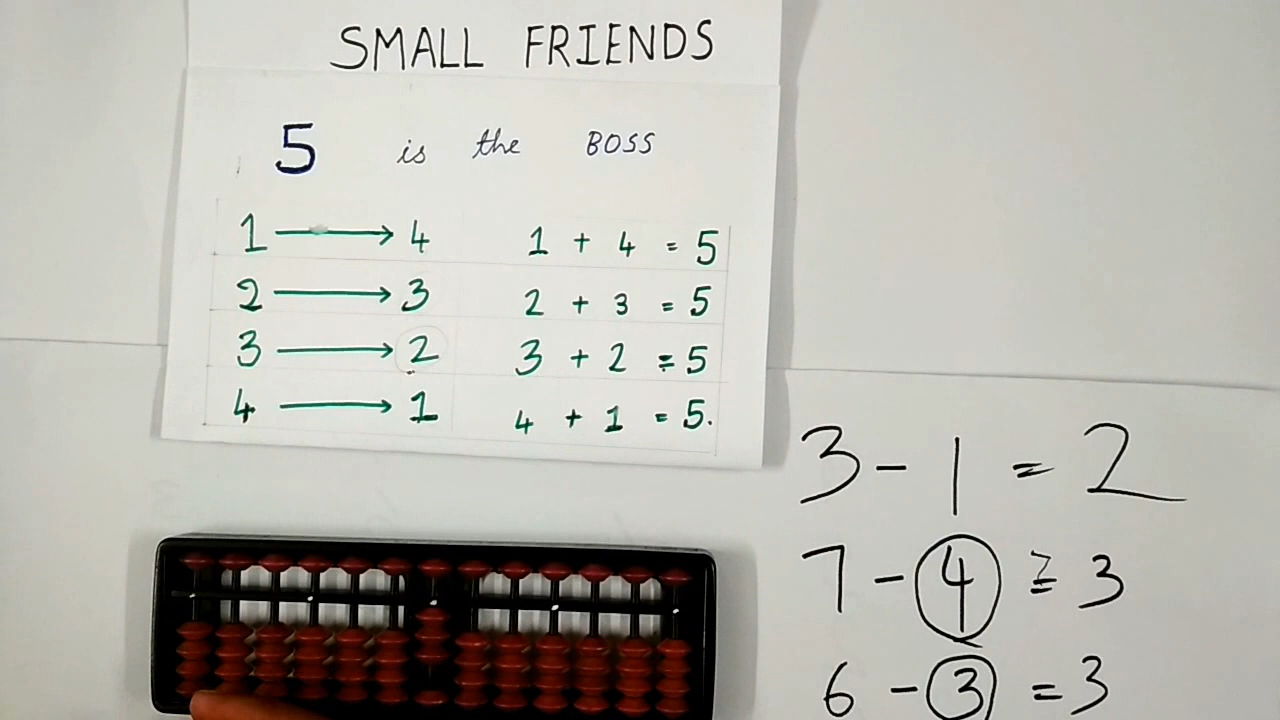 SMALL FRIENDS
5 is the BOSS
1 → 4 1 + 4 = 5
2 → 3 2 + 3 = 5
3 → 2 3 + 2 = 5
4 → 1 4 + 1 = 5.
3 - 1 = 2
7 - 4 = 3
6 - 3 = 3